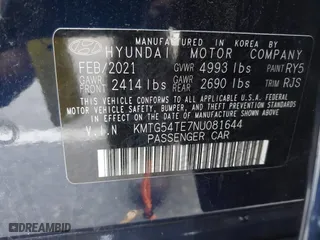 MANUFACTURED IN KOREA BY
HYUNDAI MOTOR COMPANY
FEB/2021 GVWR 4993 lbs PAINT RY5
GAWR FRONT 2414 lbs GAWR REAR 2690 lbs TRIM RJS
THIS VEHICLE CONFORMS TO ALL APPLICABLE
U.S.A. FEDERAL MOTOR VEHICLE SAFETY, BUMPER,
AND THEFT PREVENTION STANDARDS IN EFFECT
ON THE DATE OF MANUFACTURE SHOWN ABOVE.
V.I.N KMTG54TE7NU081644
PASSENGER CAR